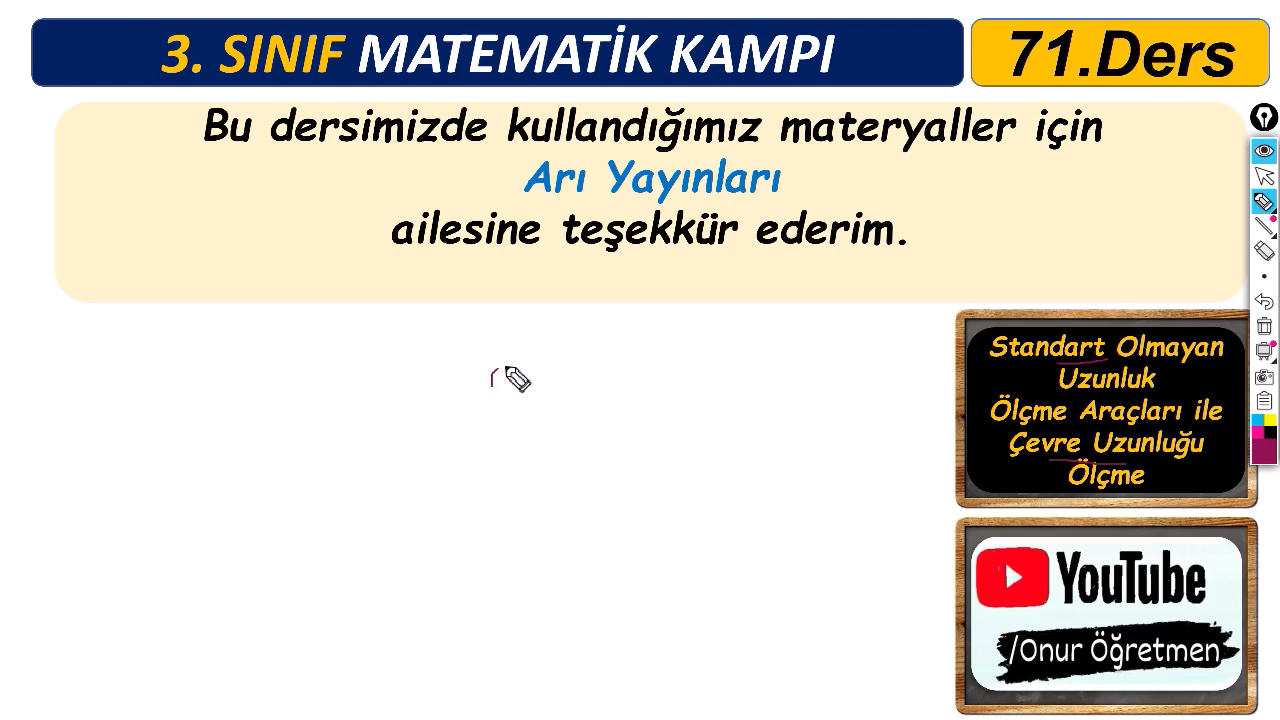 3. SINIF MATEMATİK KAMPI
71.Ders
Bu dersimizde kullandığımız materyaller için
Arı Yayınları
ailesine teşekkür ederim.
Standart Olmayan
Uzunluk
Ölçme Araçları ile
Çevre Uzunluğu
Ölçme
YouTube
/Onur Öğretmen